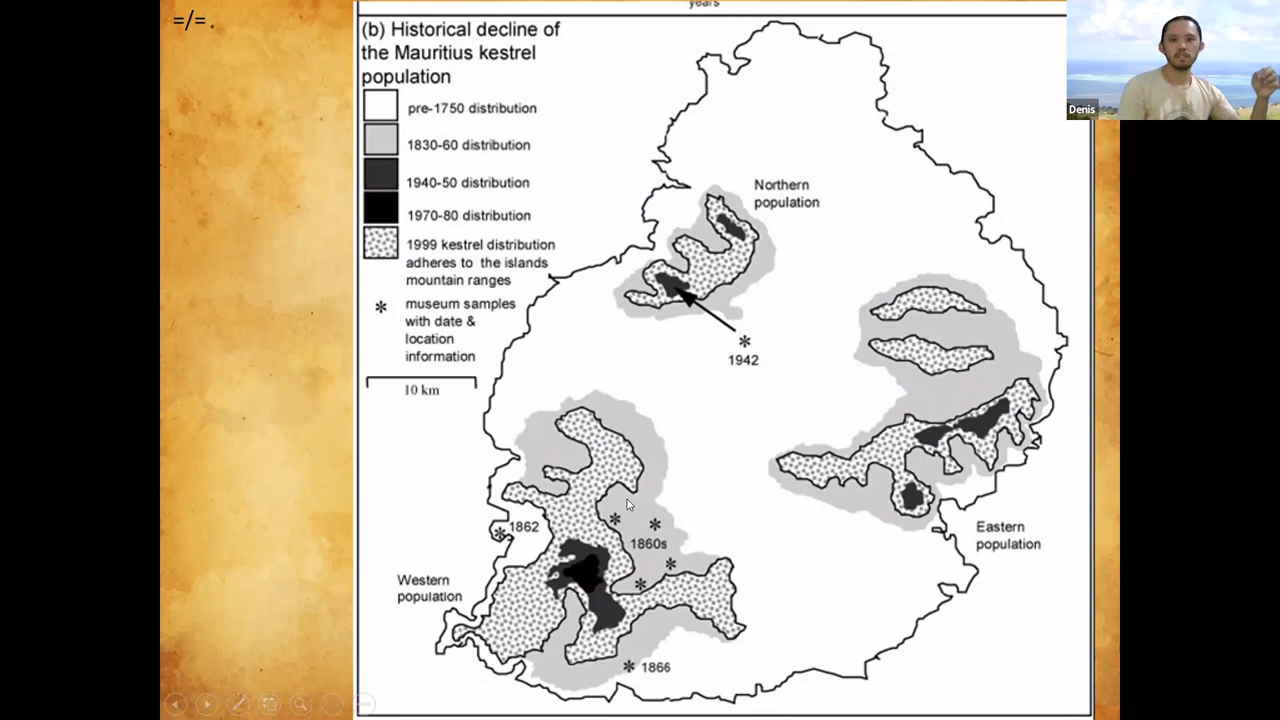 =/= .
years
(b) Historical decline of
the Mauritius kestrel
population
pre-1750 distribution
1830-60 distribution
1940-50 distribution
1970-80 distribution
1999 kestrel distribution
adheres to the islands
mountain ranges
* museum samples
with date &
location
information
10 km
Northern
population
*
1942
* 1862
* *
1860s
*
*
Western
population
* 1866
Eastern
population
Denis